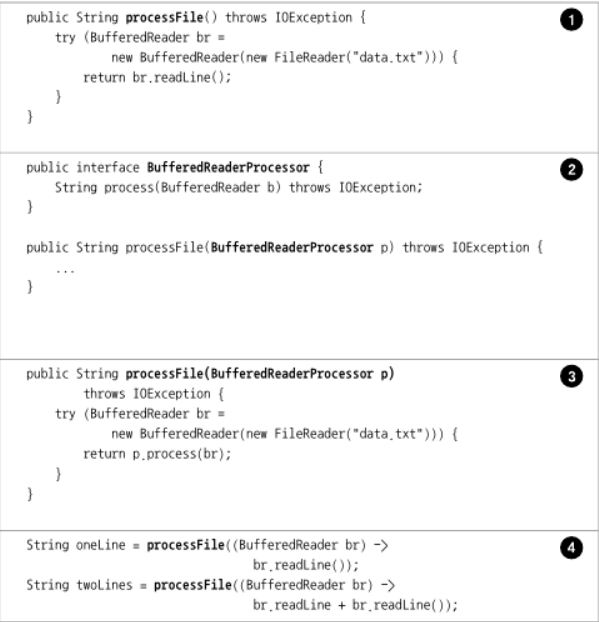 public String processFile() throws IOException { 1
    try (BufferedReader br =
            new BufferedReader(new FileReader("data.txt"))) {
        return br.readLine();
    }
}
public interface BufferedReaderProcessor { 2
    String process(BufferedReader b) throws IOException;
}
public String processFile(BufferedReaderProcessor p) throws IOException {
    ...
}
public String processFile(BufferedReaderProcessor p) 3
        throws IOException {
    try (BufferedReader br =
            new BufferedReader(new FileReader("data.txt"))) {
        return p.process(br);
    }
}
String oneLine = processFile((BufferedReader br) -> 4
                                br.readLine());
String twoLines = processFile((BufferedReader br) ->
                                br.readLine + br.readLine());